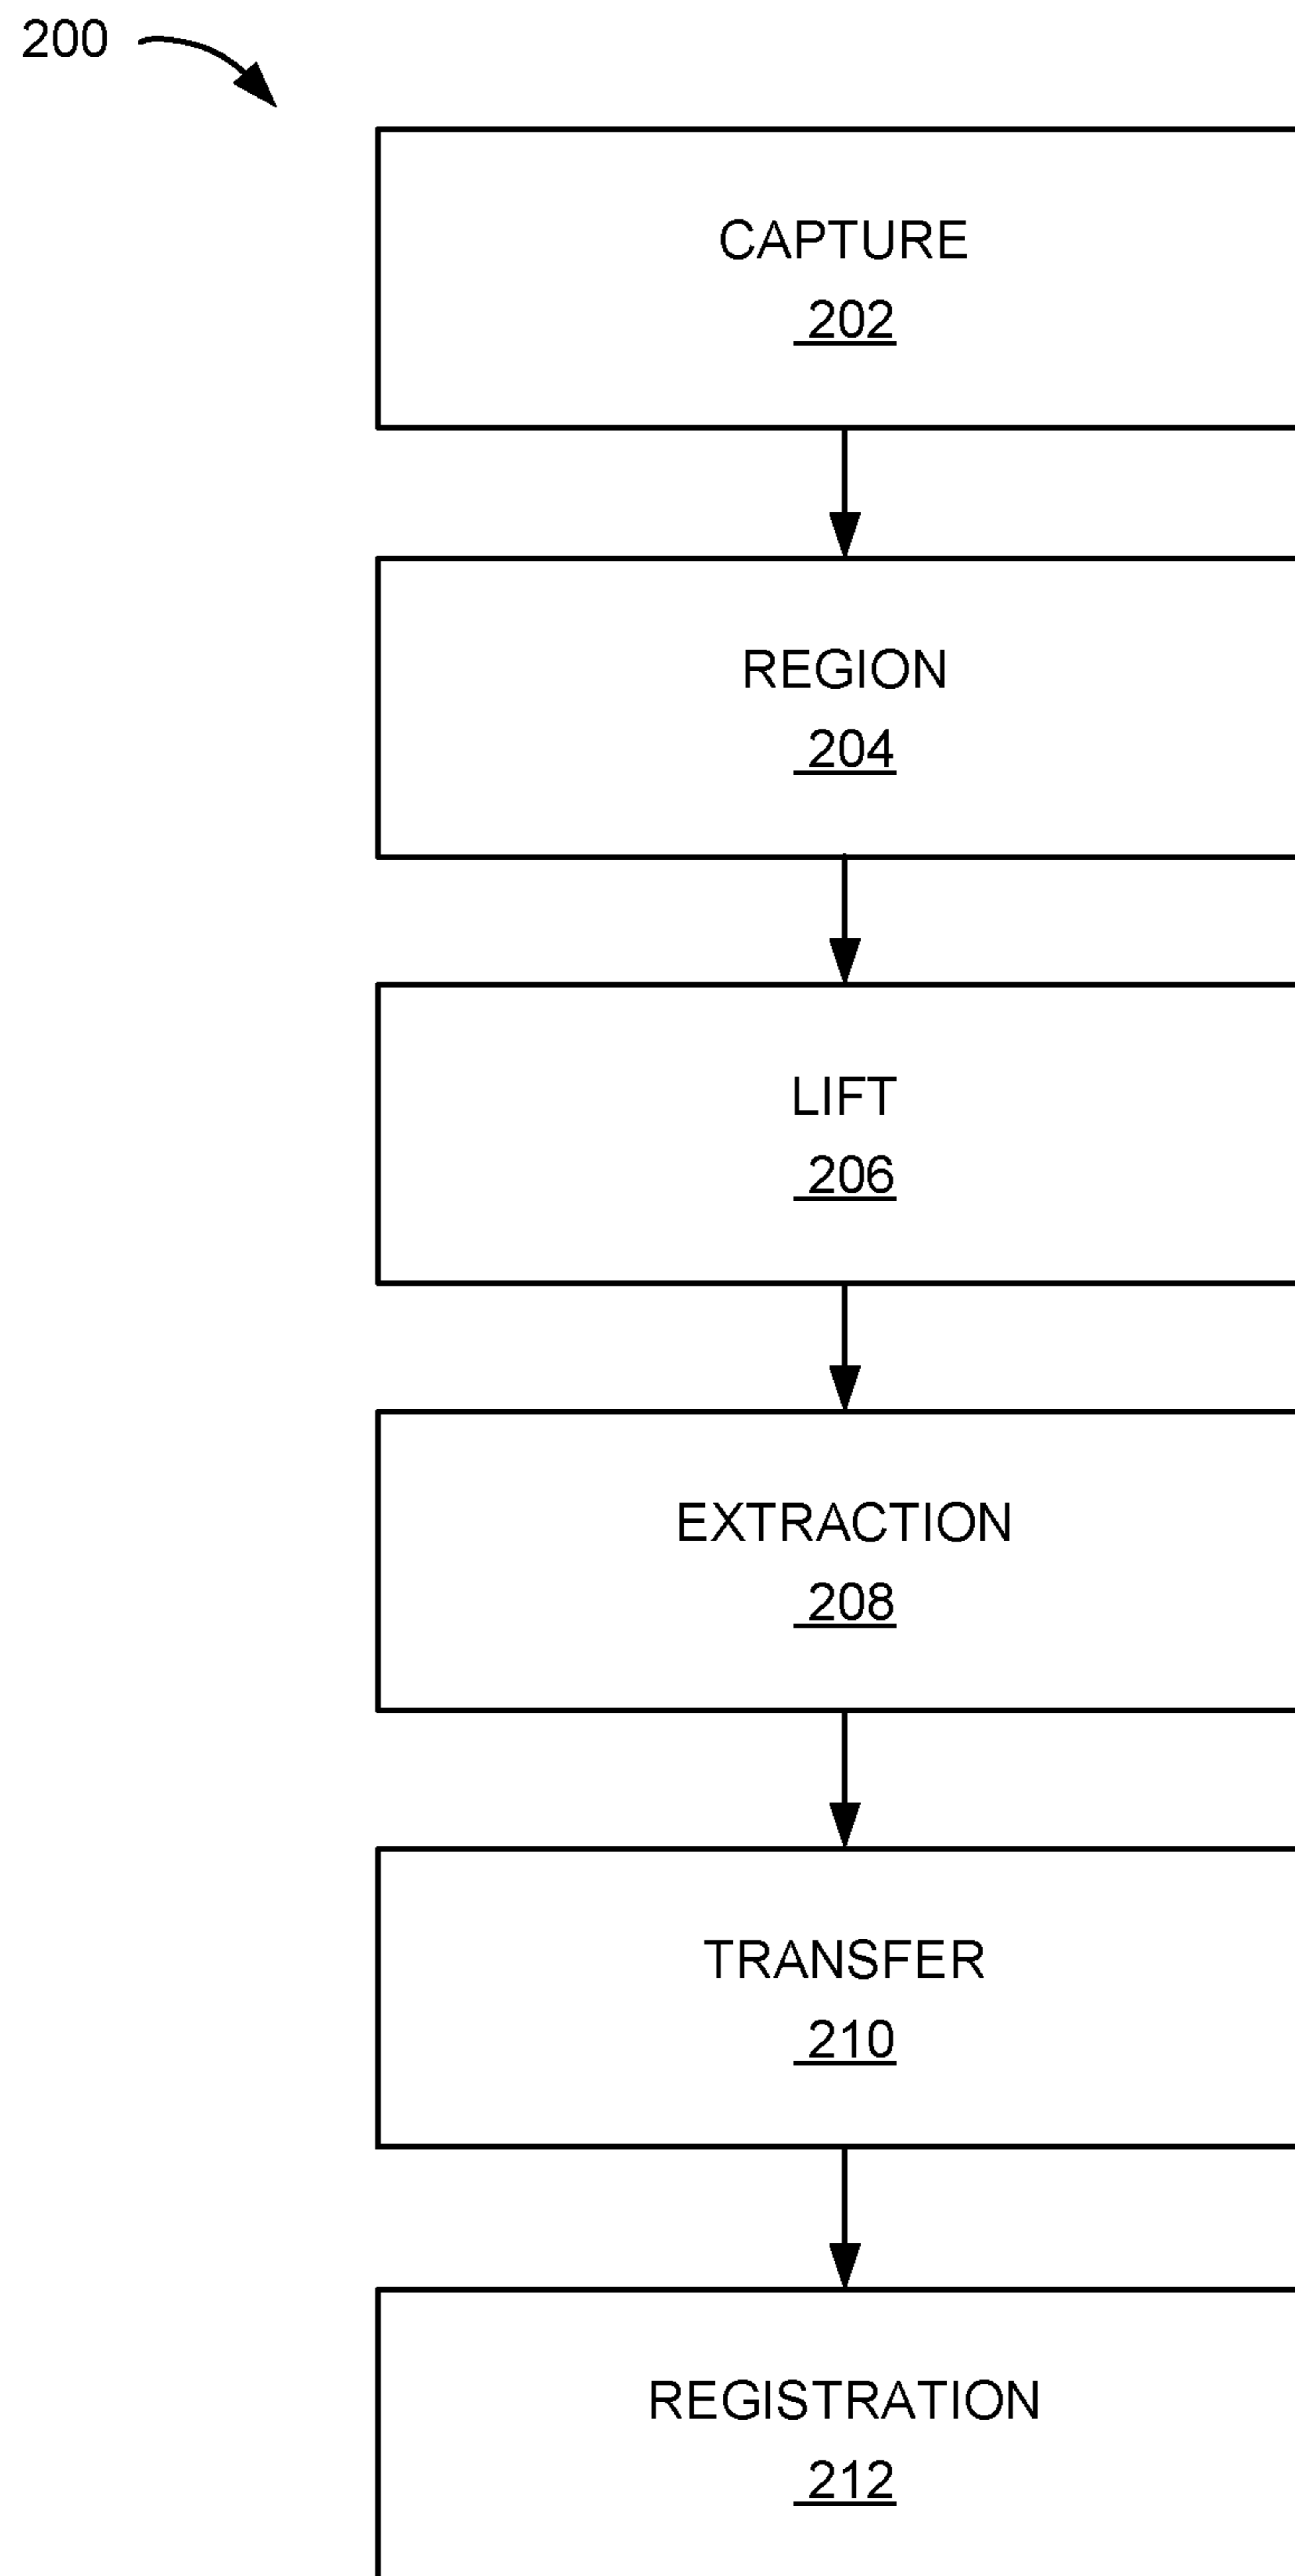 200
CAPTURE
202
REGION
204
LIFT
206
EXTRACTION
208
TRANSFER
210
REGISTRATION
212